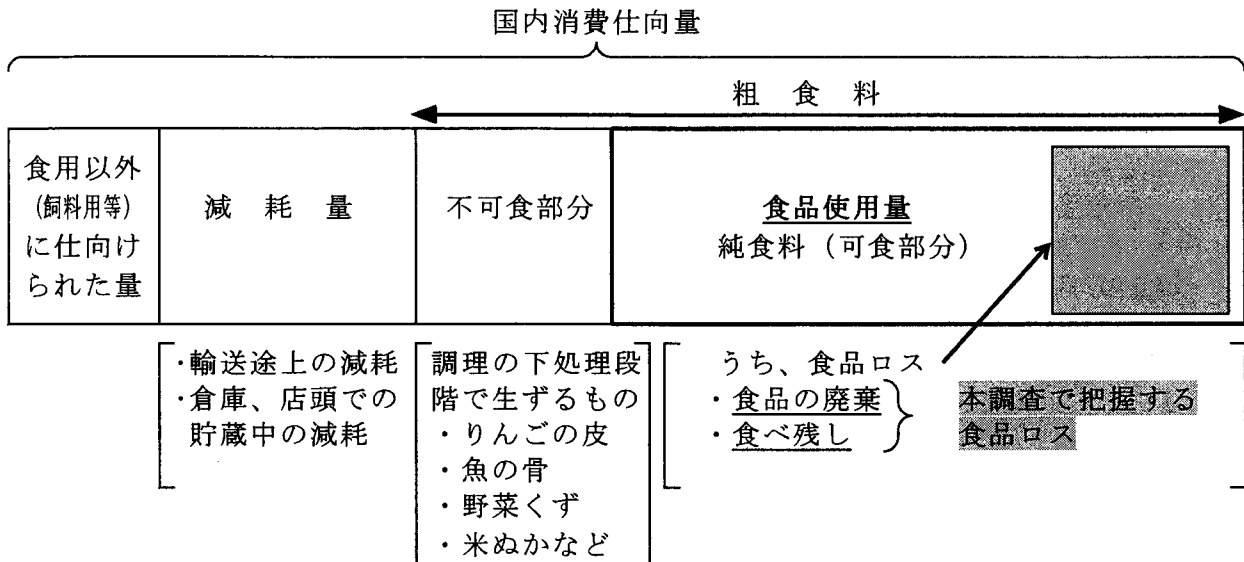 国内消費仕向量
粗 食 料
食用以外
(飼料用等)
に仕向け
られた量
減 耗 量
不可食部分
食品使用量
純食料（可食部分）
・輸送途上の減耗
・倉庫、店頭での
貯蔵中の減耗
調理の下処理段
階で生ずるもの
・りんごの皮
・魚の骨
・野菜くず
・米ぬかなど
うち、食品ロス
・食品の廃棄
・食べ残し
本調査で把握する
食品ロス